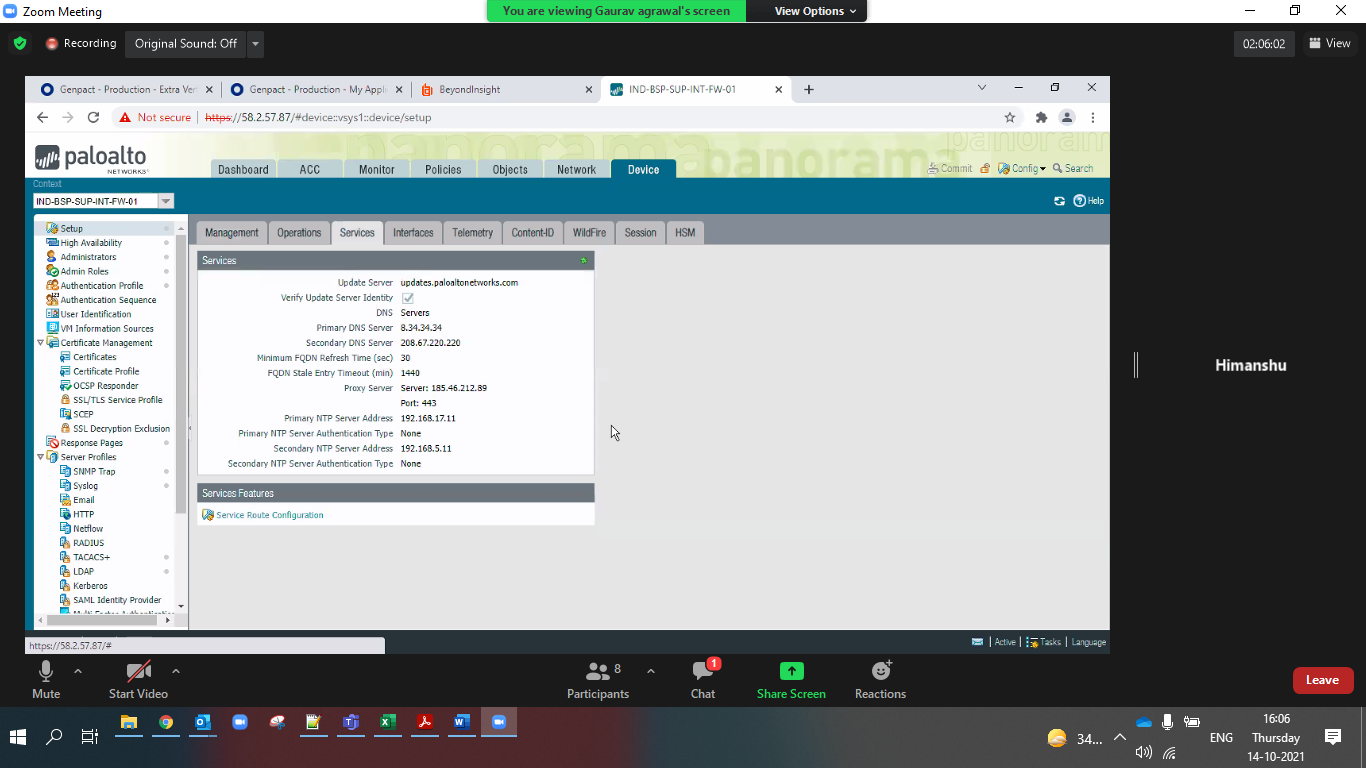 Zoom Meeting
You are viewing Gaurav agrawal's screen
View Options
Recording
Original Sound: Off
02:06:02
View
Genpact - Production - Extra Ver
Genpact - Production - My Appl
BeyondInsight
IND-BSP-SUP-INT-FW-01
Not secure
https://58.2.57.87/#device::vsys1::device/setup
paloalto
NETWORKS
panorama
Dashboard
ACC
Monitor
Policies
Objects
Network
Device
Commit
Config
Search
Context
IND-BSP-SUP-INT-FW-01
Help
Setup
High Availability
Administrators
Admin Roles
Authentication Profile
Authentication Sequence
User Identification
VM Information Sources
Certificate Management
Certificates
Certificate Profile
OCSP Responder
SSL/TLS Service Profile
SCEP
SSL Decryption Exclusion
Response Pages
Server Profiles
SNMP Trap
Syslog
Email
HTTP
Netflow
RADIUS
TACACS+
LDAP
Kerberos
SAML Identity Provider
Management
Operations
Services
Interfaces
Telemetry
Content-ID
WildFire
Session
HSM
Services
Update Server updates.paloaltonetworks.com
Verify Update Server Identity
DNS Servers
Primary DNS Server 8.34.34.34
Secondary DNS Server 208.67.220.220
Minimum FQDN Refresh Time (sec) 30
FQDN Stale Entry Timeout (min) 1440
Proxy Server Server: 185.46.212.89
Port: 443
Primary NTP Server Address 192.168.17.11
Primary NTP Server Authentication Type None
Secondary NTP Server Address 192.168.5.11
Secondary NTP Server Authentication Type None
Services Features
Service Route Configuration
Himanshu
https://58.2.57.87/#
Active
Tasks
Language
Mute
Start Video
8
Participants
1
Chat
Share Screen
Reactions
Leave
34...
ENG
16:06
Thursday
14-10-2021